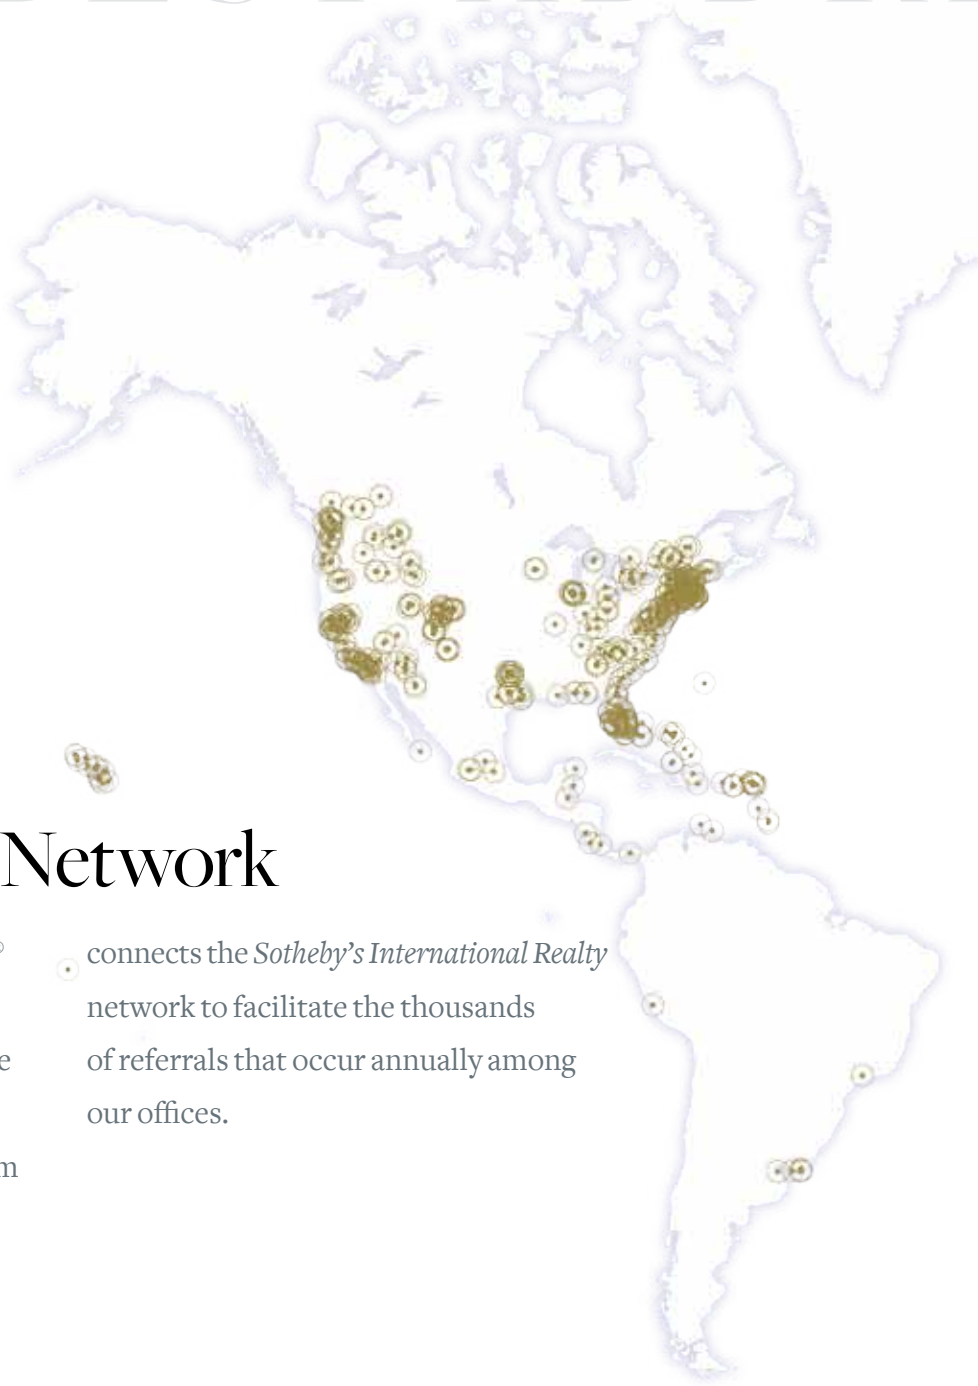 Network
®
connects the Sotheby's International Realty
network to facilitate the thousands
e
of referrals that occur annually among
our offices.
m